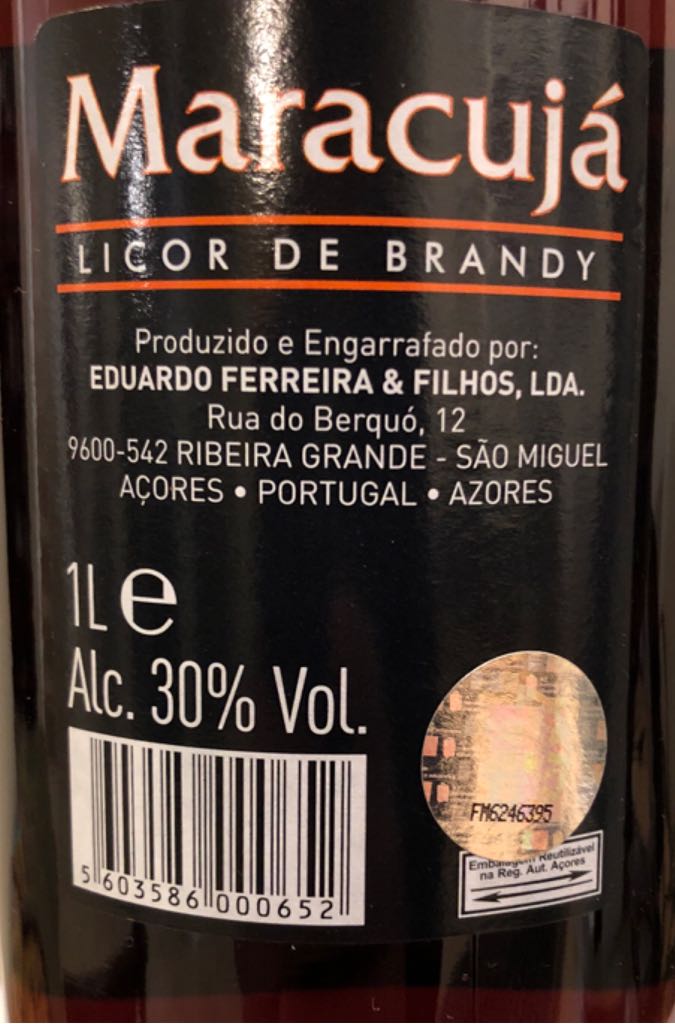 Maracujá
LICOR DE BRANDY
Produzido e Engarrafado por:
EDUARDO FERREIRA & FILHOS, LDA.
Rua do Berquó, 12
9600-542 RIBEIRA GRANDE - SÃO MIGUEL
AÇORES • PORTUGAL • AZORES
1L e
Alc. 30% Vol.
FM6246395
Embalagem Reutilizável
na Reg. Aut. Açores
5 603586 000652